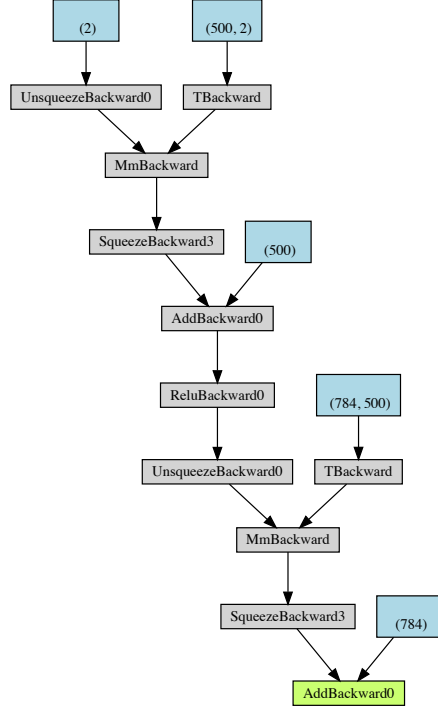 (2)
(500, 2)
UnsqueezeBackward0
TBackward
MmBackward
SqueezeBackward3
(500)
AddBackward0
ReluBackward0
(784, 500)
UnsqueezeBackward0
TBackward
MmBackward
SqueezeBackward3
(784)
AddBackward0